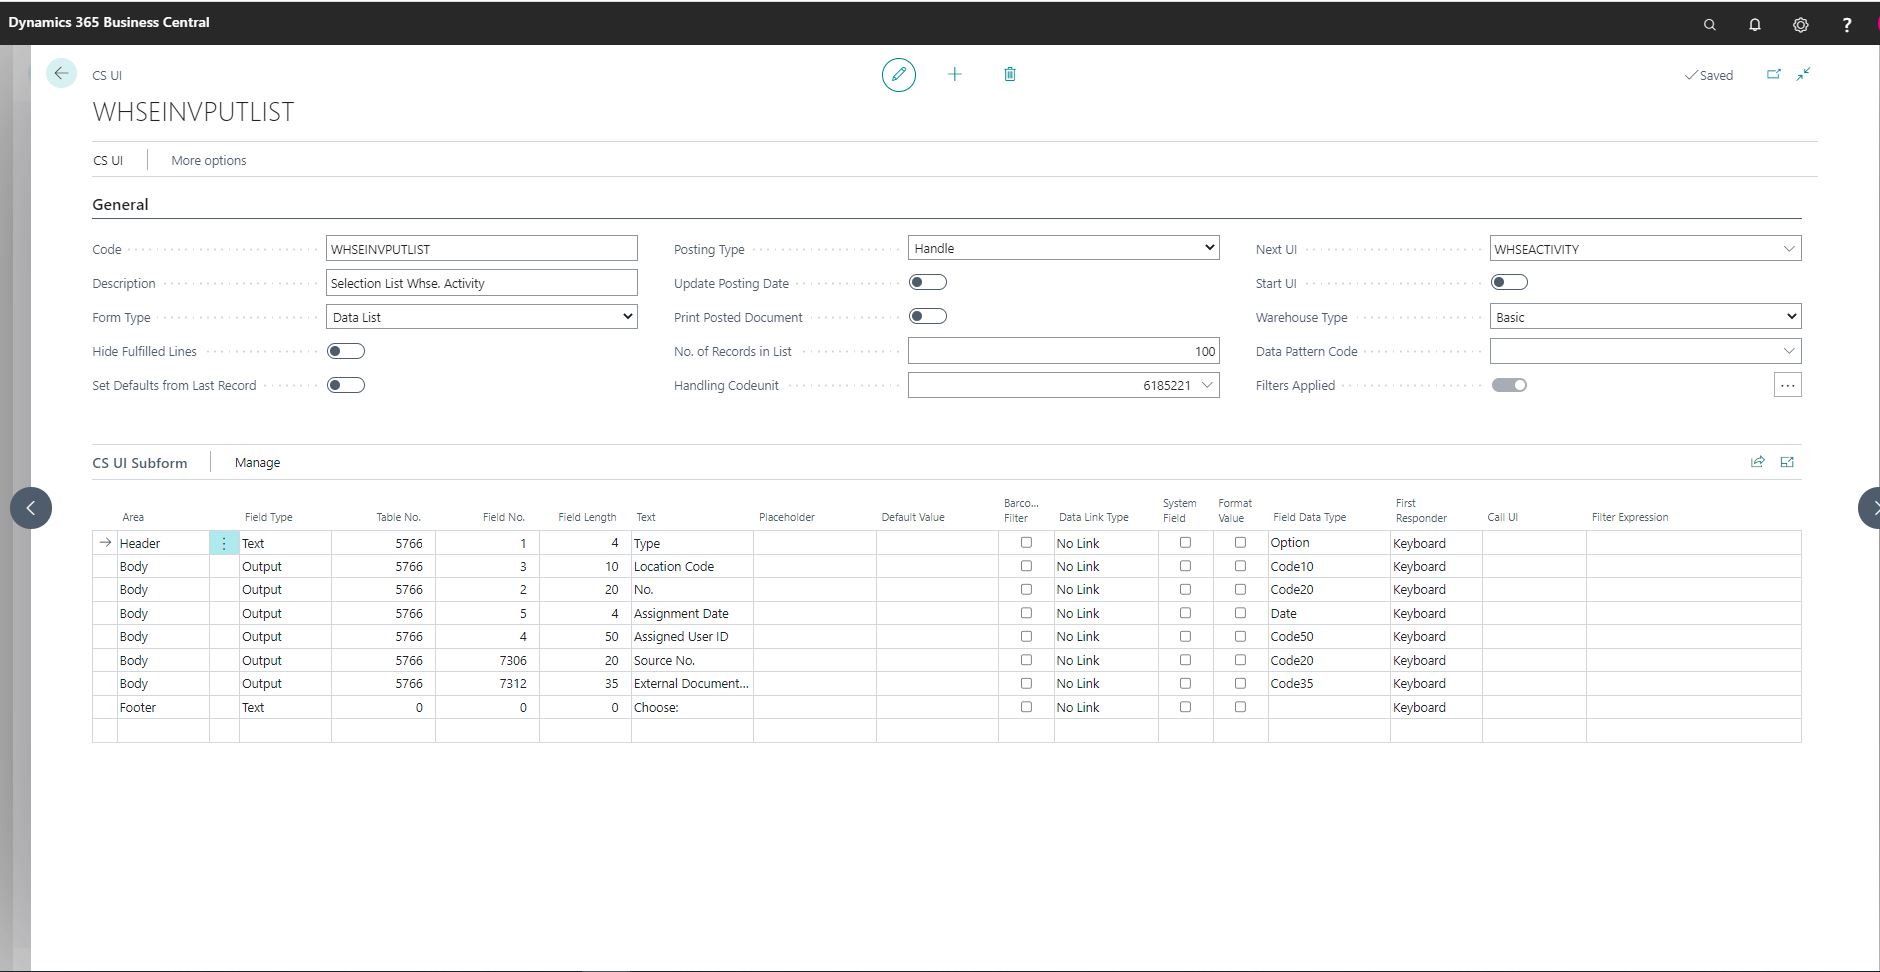 Dynamics 365 Business Central
CS UI
✓Saved
WHSEINVPUTLIST
CS UI More options
General
Code WHSEINVPUTLIST Posting Type Handle Next UI WHSEACTIVITY
Description Selection List Whse. Activity Update Posting Date Start UI
Form Type Data List Print Posted Document Warehouse Type Basic
Hide Fulfilled Lines No. of Records in List 100 Data Pattern Code
Set Defaults from Last Record Handling Codeunit 6185221 Filters Applied ...
CS UI Subform Manage
Area Field Type Table No. Field No. Field Length Text Placeholder Default Value Barco... Filter Data Link Type System Field Format Value Field Data Type First Responder Call UI Filter Expression
Header Text 5766 1 4 Type No Link Option Keyboard
Body Output 5766 3 10 Location Code No Link Code10 Keyboard
Body Output 5766 2 20 No. No Link Code20 Keyboard
Body Output 5766 5 4 Assignment Date No Link Date Keyboard
Body Output 5766 4 50 Assigned User ID No Link Code50 Keyboard
Body Output 5766 7306 20 Source No. No Link Code20 Keyboard
Body Output 5766 7312 35 External Document... No Link Code35 Keyboard
Footer Text 0 0 0 Choose: No Link Keyboard